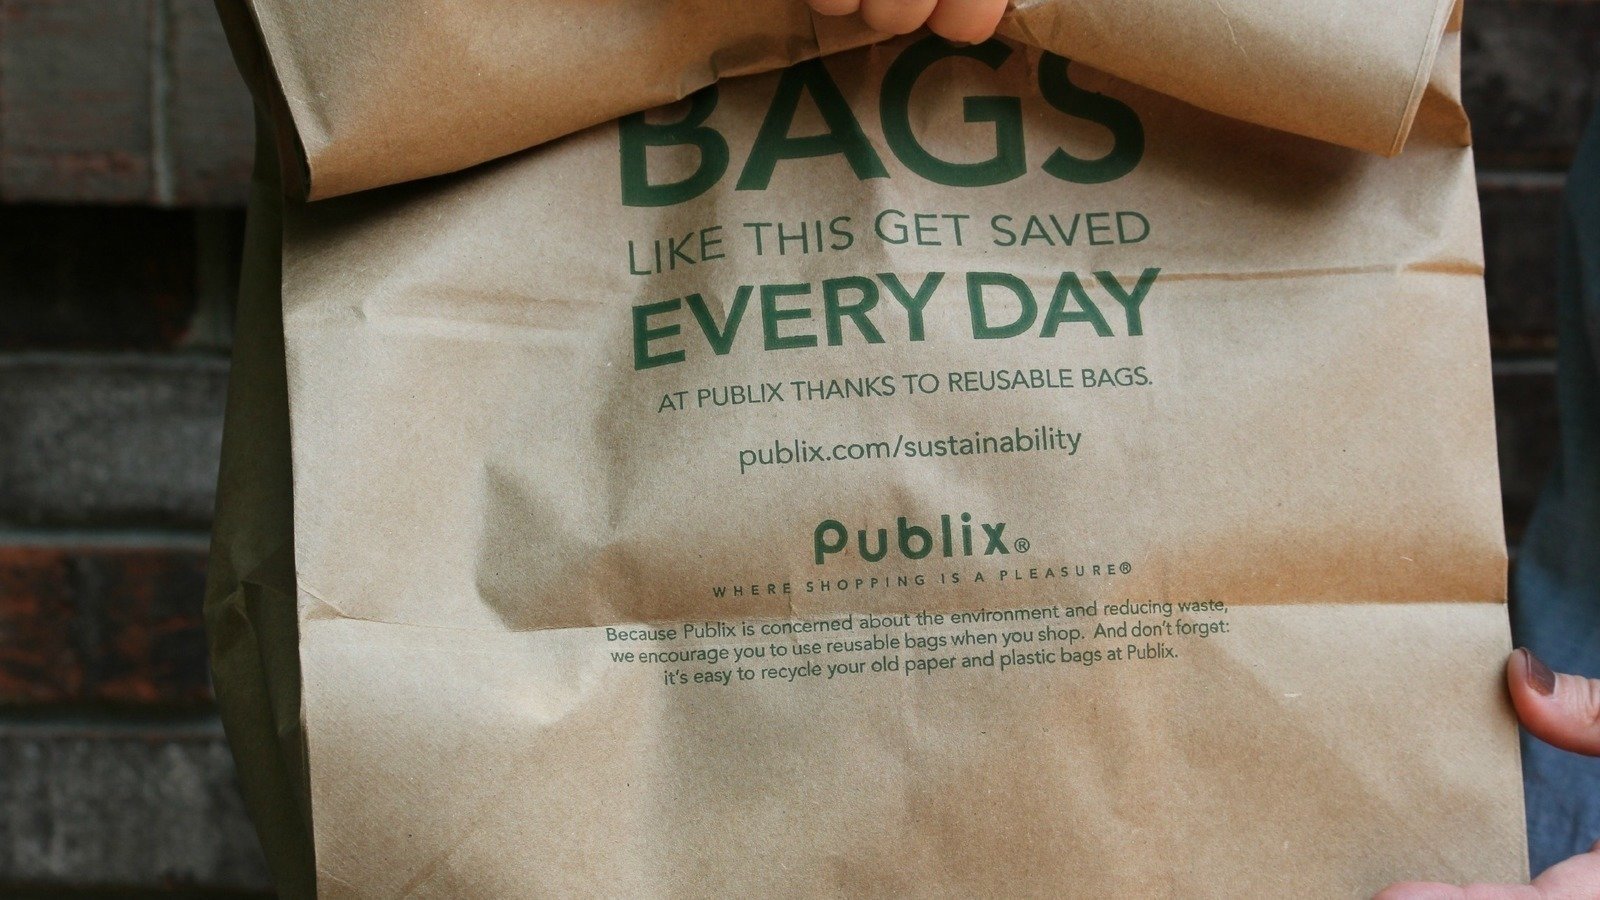 BAGS
LIKE THIS GET SAVED
EVERY DAY
AT PUBLIX THANKS TO REUSABLE BAGS.
publix.com/sustainability
Publix®
WHERE SHOPPING IS A PLEASURE®
Because Publix is concerned about the environment and reducing waste,
we encourage you to use reusable bags when you shop. And don't forget:
it's easy to recycle your old paper and plastic bags at Publix.